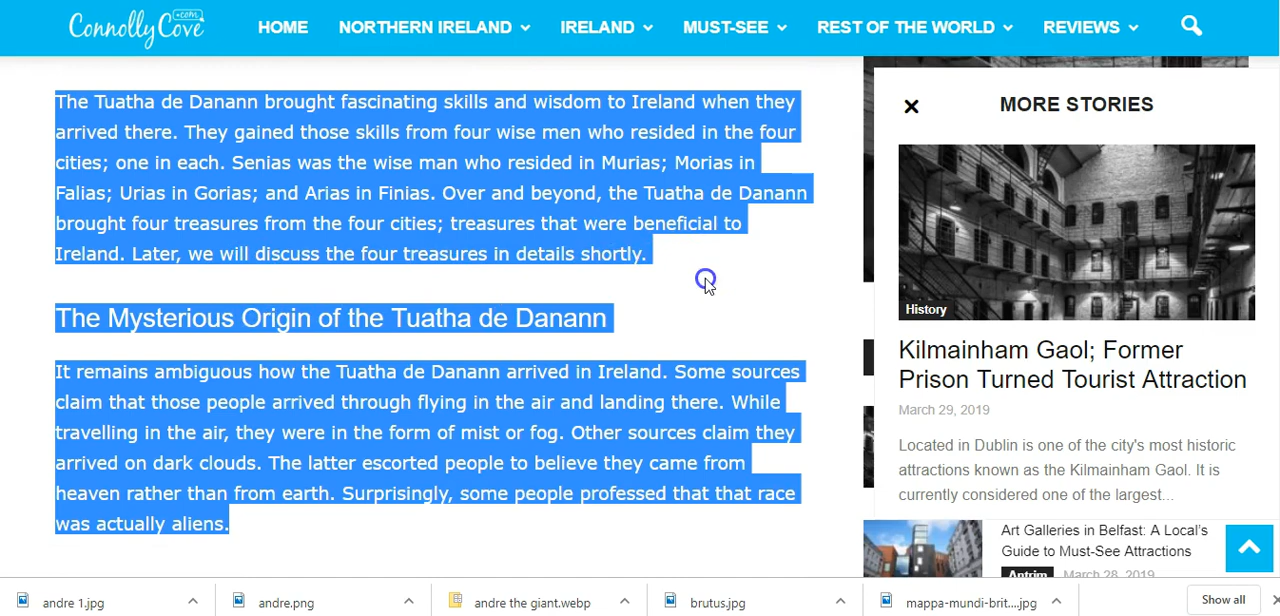 ConnollyCove .com
HOME
NORTHERN IRELAND
IRELAND
MUST-SEE
REST OF THE WORLD
REVIEWS
The Tuatha de Danann brought fascinating skills and wisdom to Ireland when they
arrived there. They gained those skills from four wise men who resided in the four
cities; one in each. Senias was the wise man who resided in Murias; Morias in
Falias; Urias in Gorias; and Arias in Finias. Over and beyond, the Tuatha de Danann
brought four treasures from the four cities; treasures that were beneficial to
Ireland. Later, we will discuss the four treasures in details shortly.
The Mysterious Origin of the Tuatha de Danann
It remains ambiguous how the Tuatha de Danann arrived in Ireland. Some sources
claim that those people arrived through flying in the air and landing there. While
travelling in the air, they were in the form of mist or fog. Other sources claim they
arrived on dark clouds. The latter escorted people to believe they came from
heaven rather than from earth. Surprisingly, some people professed that that race
was actually aliens.
MORE STORIES
History
Kilmainham Gaol; Former
Prison Turned Tourist Attraction
March 29, 2019
Located in Dublin is one of the city's most historic
attractions known as the Kilmainham Gaol. It is
currently considered one of the largest...
Art Galleries in Belfast: A Local's
Guide to Must-See Attractions
Antrim
March 28, 2019
andre 1.jpg
andre.png
andre the giant.webp
brutus.jpg
mappa-mundi-brit....jpg
Show all